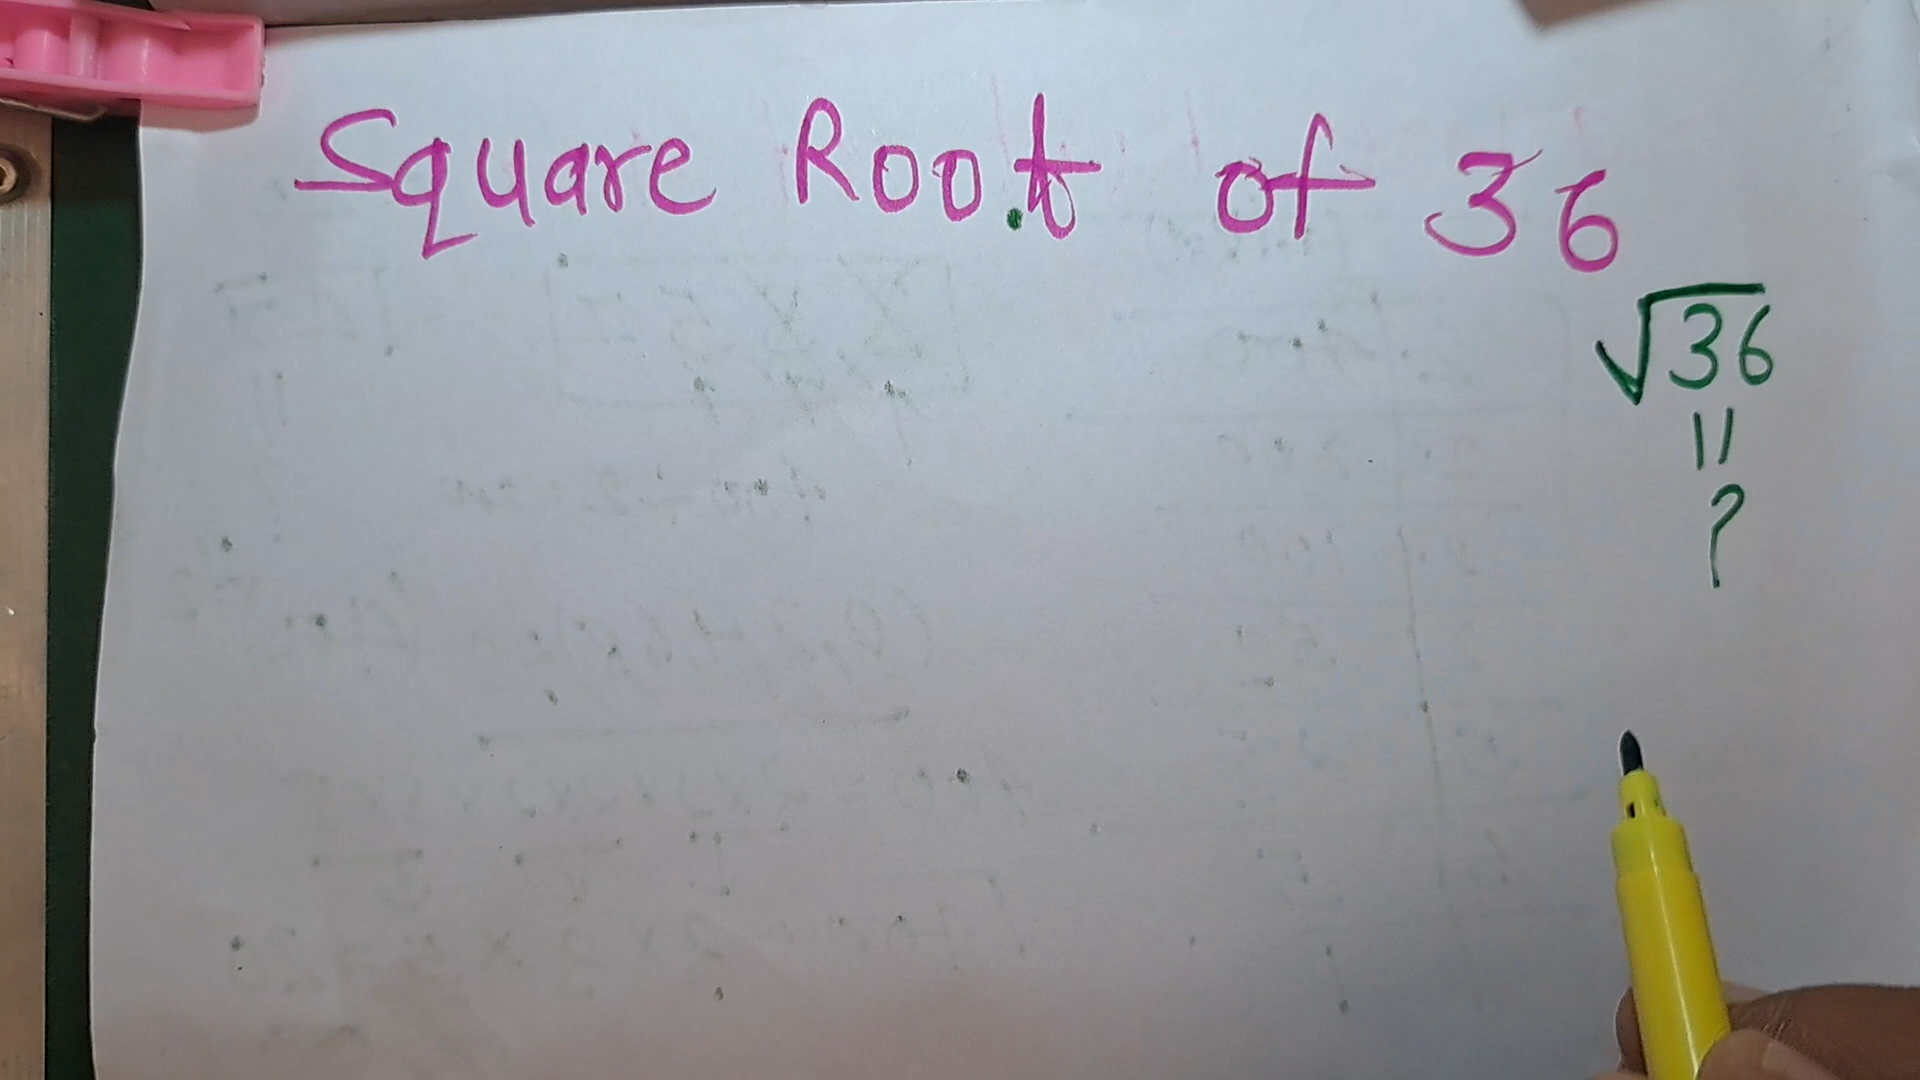 Square Root of 36
√36
=
?